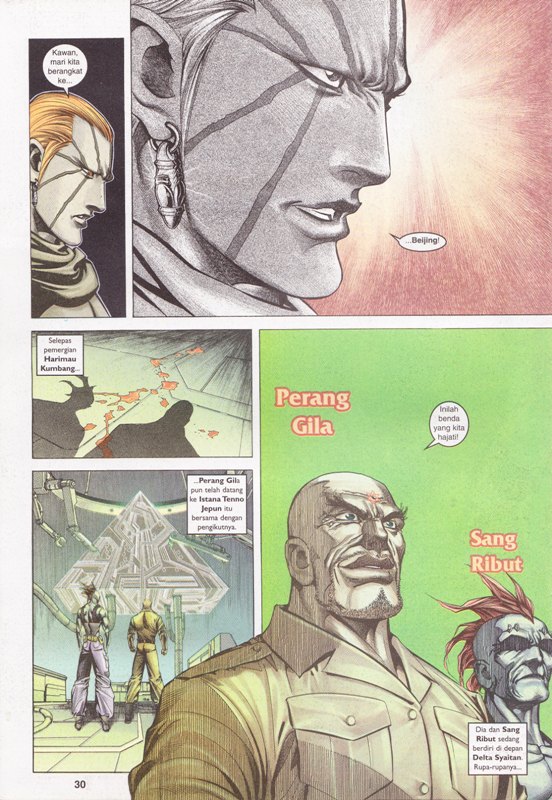 Kawan,
mari kita
berangkat
ke...
...Beijing!
Selepas
pemergian
Harimau
Kumbang...
...Perang Gila
pun telah datang
ke Istana Tenno
Jepun itu
bersama dengan
pengikutnya.
Perang
Gila
Inilah
benda
yang kita
hajati!
Sang
Ribut
Dia dan Sang
Ribut sedang
berdiri di depan
Delta Syaitan.
Rupa-rupanya...
30